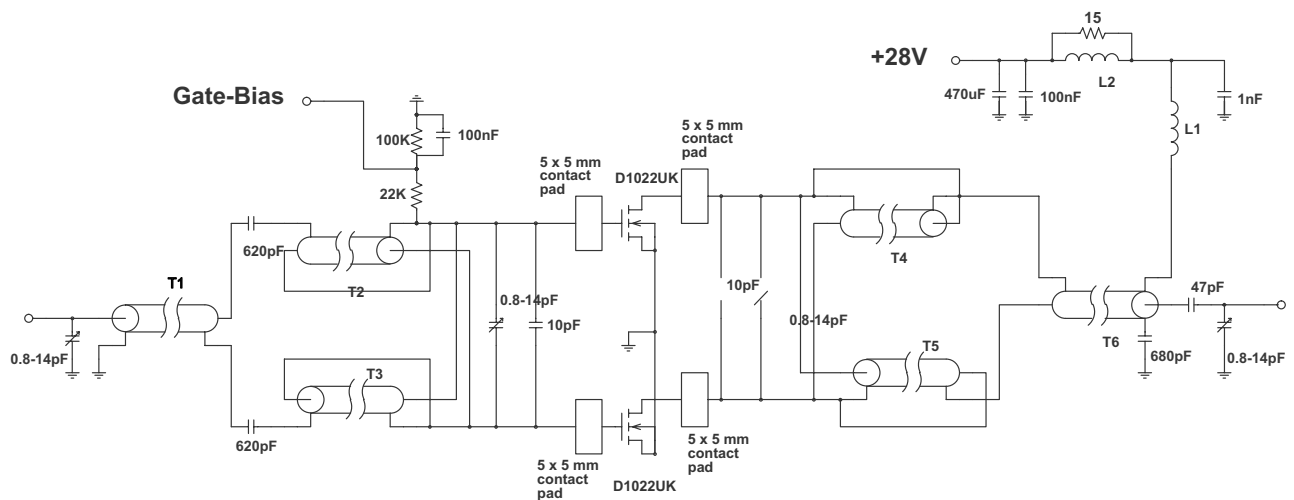 15
+28V
L2
470uF
100nF
1nF
Gate-Bias
L1
100K
100nF
5 x 5 mm
contact
pad
5 x 5 mm
contact
pad
D1022UK
22K
620pF
T2
T4
T1
0.8-14pF
10pF
10pF
0.8-14pF
47pF
0.8-14pF
T3
T5
T6
680pF
0.8-14pF
620pF
5 x 5 mm
contact
pad
5 x 5 mm
contact
pad
D1022UK